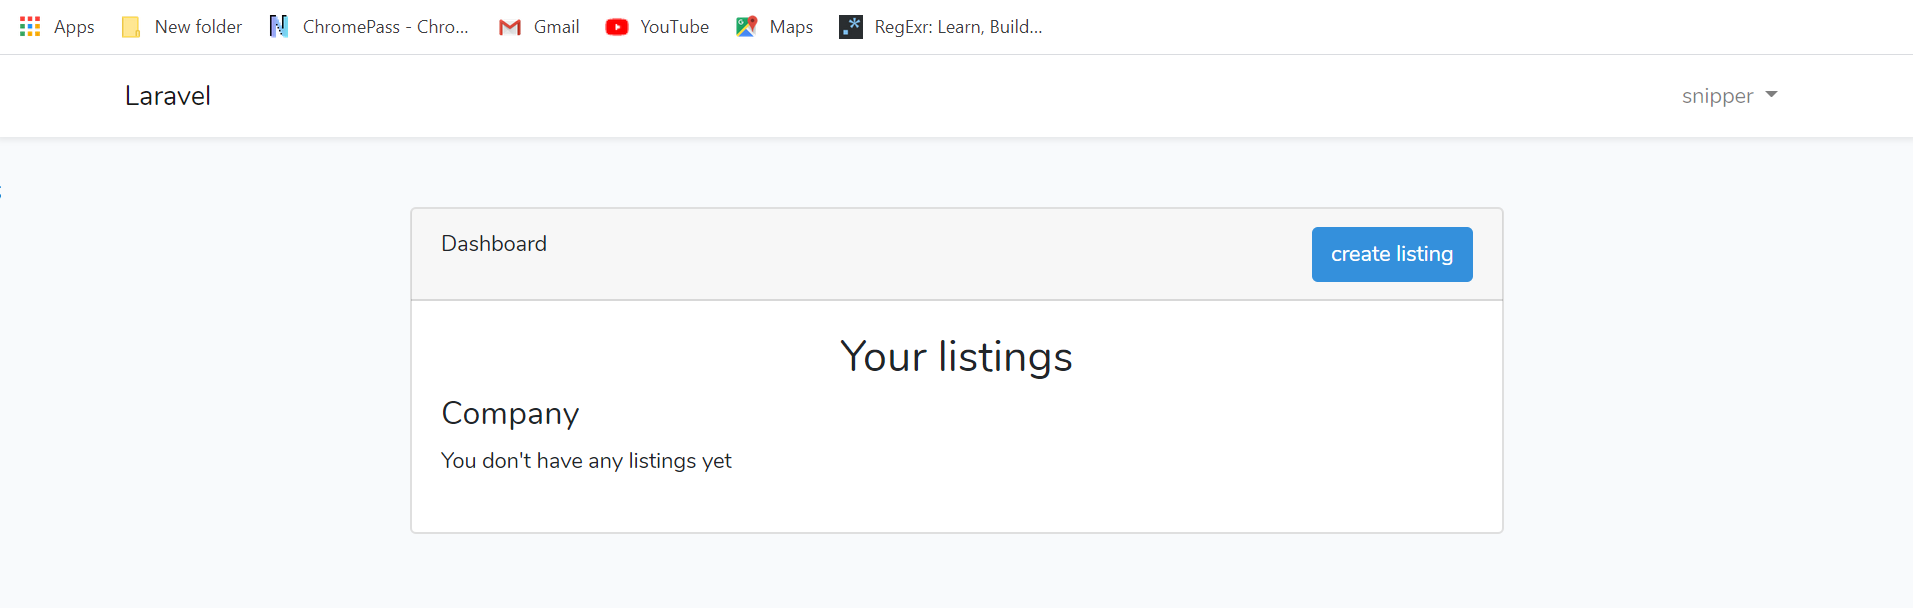 Apps New folder ChromePass - Chro... Gmail YouTube Maps RegExr: Learn, Build...
Laravel snipper
Dashboard create listing
Your listings
Company
You don't have any listings yet